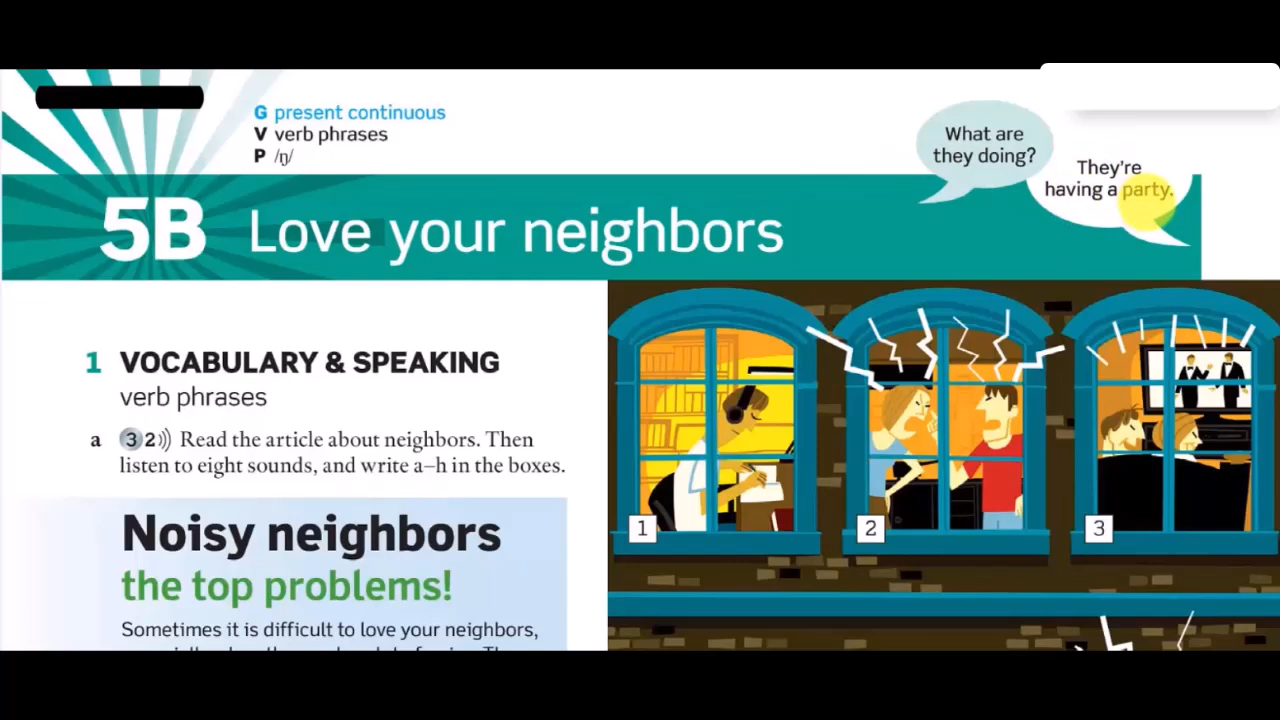 G present continuous
V verb phrases
P /ŋ/
What are
they doing?
They're
having a party.
5B Love your neighbors
1 VOCABULARY & SPEAKING
verb phrases
a 3 2 Read the article about neighbors. Then
listen to eight sounds, and write a–h in the boxes.
Noisy neighbors
the top problems!
Sometimes it is difficult to love your neighbors,
1
2
3